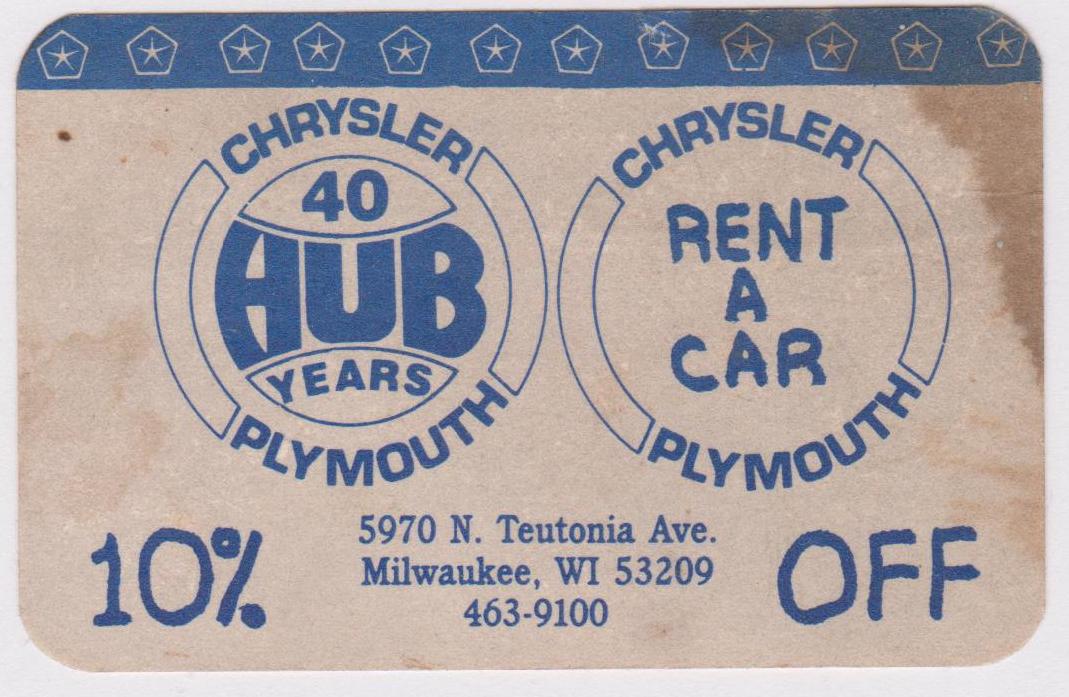 CHRYSLER
40
HUB
YEARS
PLYMOUTH
CHRYSLER
RENT
A
CAR
PLYMOUTH
10%
5970 N. Teutonia Ave.
Milwaukee, WI 53209
463-9100
OFF